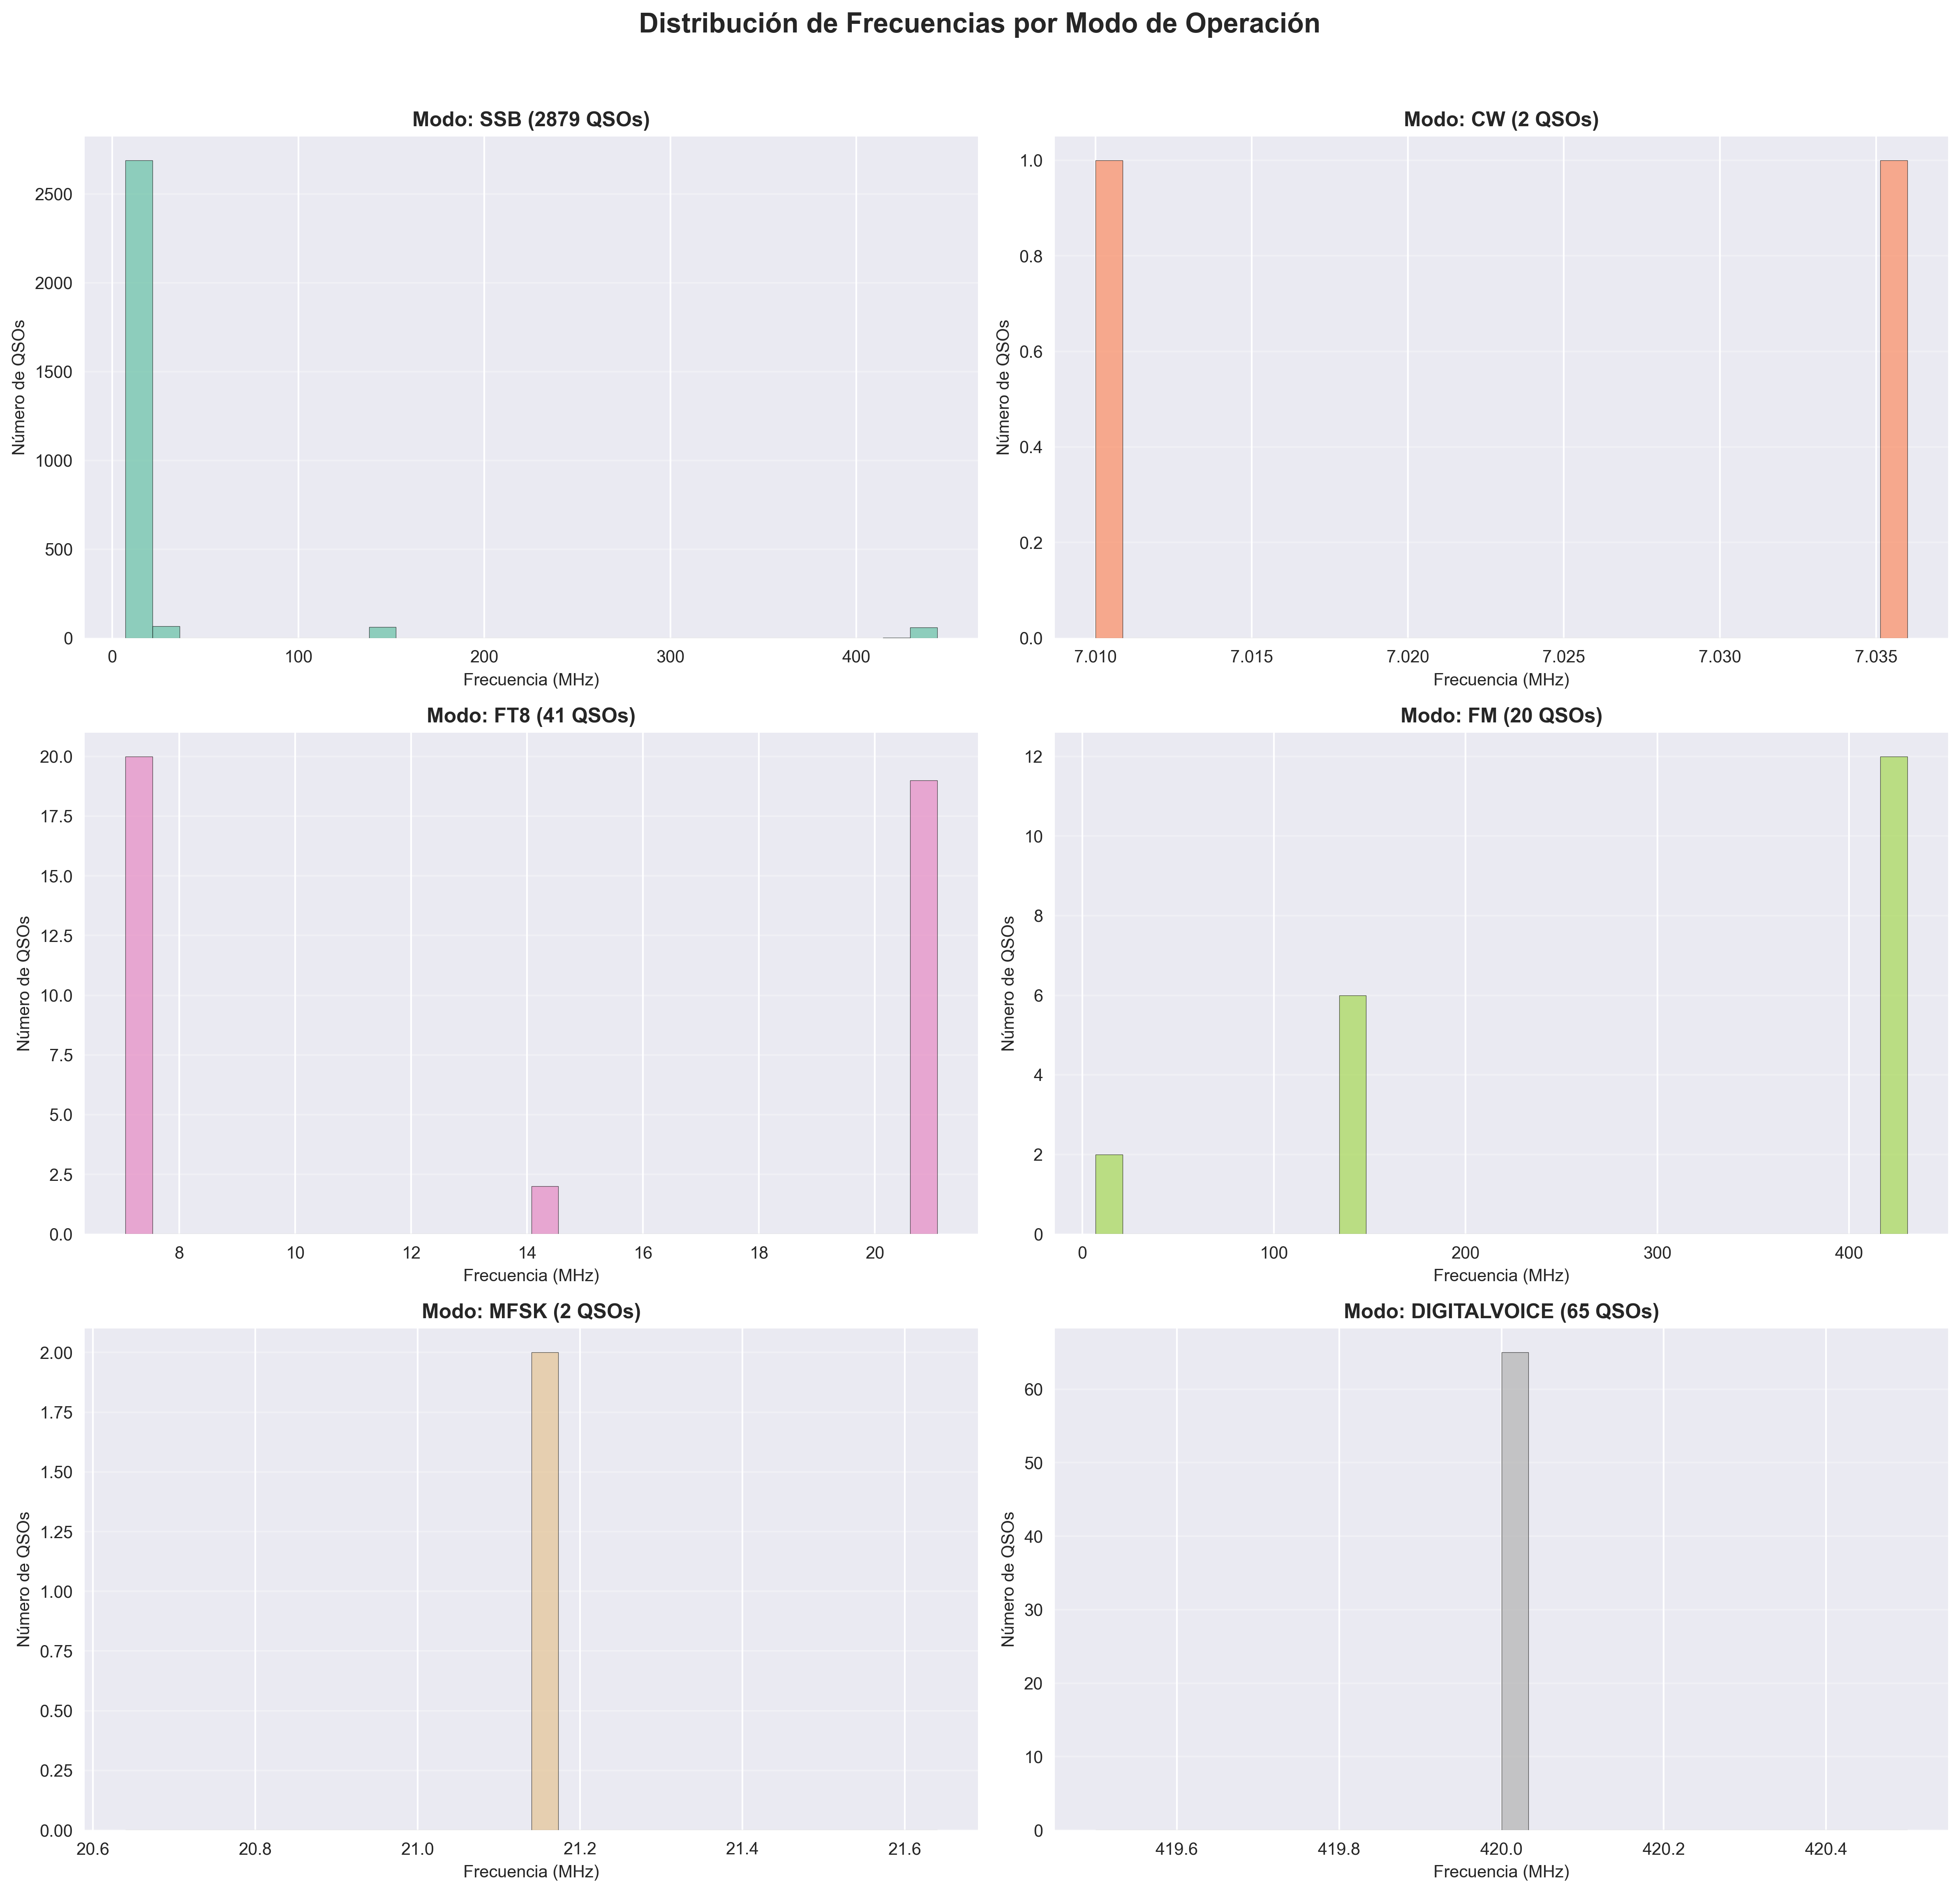 Distribución de Frecuencias por Modo de Operación
Modo: SSB (2879 QSOs)
Número de QSOs
2500
2000
1500
1000
500
0
0 100 200 300 400
Frecuencia (MHz)
Modo: CW (2 QSOs)
Número de QSOs
1.0
0.8
0.6
0.4
0.2
0.0
7.010 7.015 7.020 7.025 7.030 7.035
Frecuencia (MHz)
Modo: FT8 (41 QSOs)
Número de QSOs
20.0
17.5
15.0
12.5
10.0
7.5
5.0
2.5
0.0
8 10 12 14 16 18 20
Frecuencia (MHz)
Modo: FM (20 QSOs)
Número de QSOs
12
10
8
6
4
2
0
0 100 200 300 400
Frecuencia (MHz)
Modo: MFSK (2 QSOs)
Número de QSOs
2.00
1.75
1.50
1.25
1.00
0.75
0.50
0.25
0.00
20.6 20.8 21.0 21.2 21.4 21.6
Frecuencia (MHz)
Modo: DIGITALVOICE (65 QSOs)
Número de QSOs
60
50
40
30
20
10
0
419.6 419.8 420.0 420.2 420.4
Frecuencia (MHz)